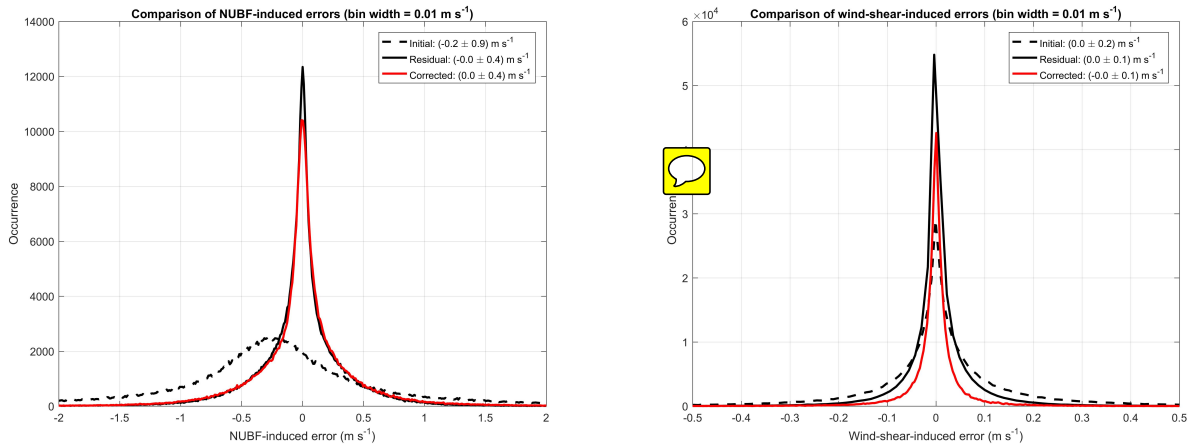 Comparison of NUBF-induced errors (bin width = 0.01 m s⁻¹)
14000
12000
10000
8000
6000
4000
2000
0
Occurrence
Initial: (-0.2 ± 0.9) m s⁻¹
Residual: (-0.0 ± 0.4) m s⁻¹
Corrected: (0.0 ± 0.4) m s⁻¹
-2 -1.5 -1 -0.5 0 0.5 1 1.5 2
NUBF-induced error (m s⁻¹)
×10⁴
Comparison of wind-shear-induced errors (bin width = 0.01 m s⁻¹)
6
5
3
2
1
0
Initial: (0.0 ± 0.2) m s⁻¹
Residual: (0.0 ± 0.1) m s⁻¹
Corrected: (-0.0 ± 0.1) m s⁻¹
-0.5 -0.4 -0.3 -0.2 -0.1 0 0.1 0.2 0.3 0.4 0.5
Wind-shear-induced error (m s⁻¹)